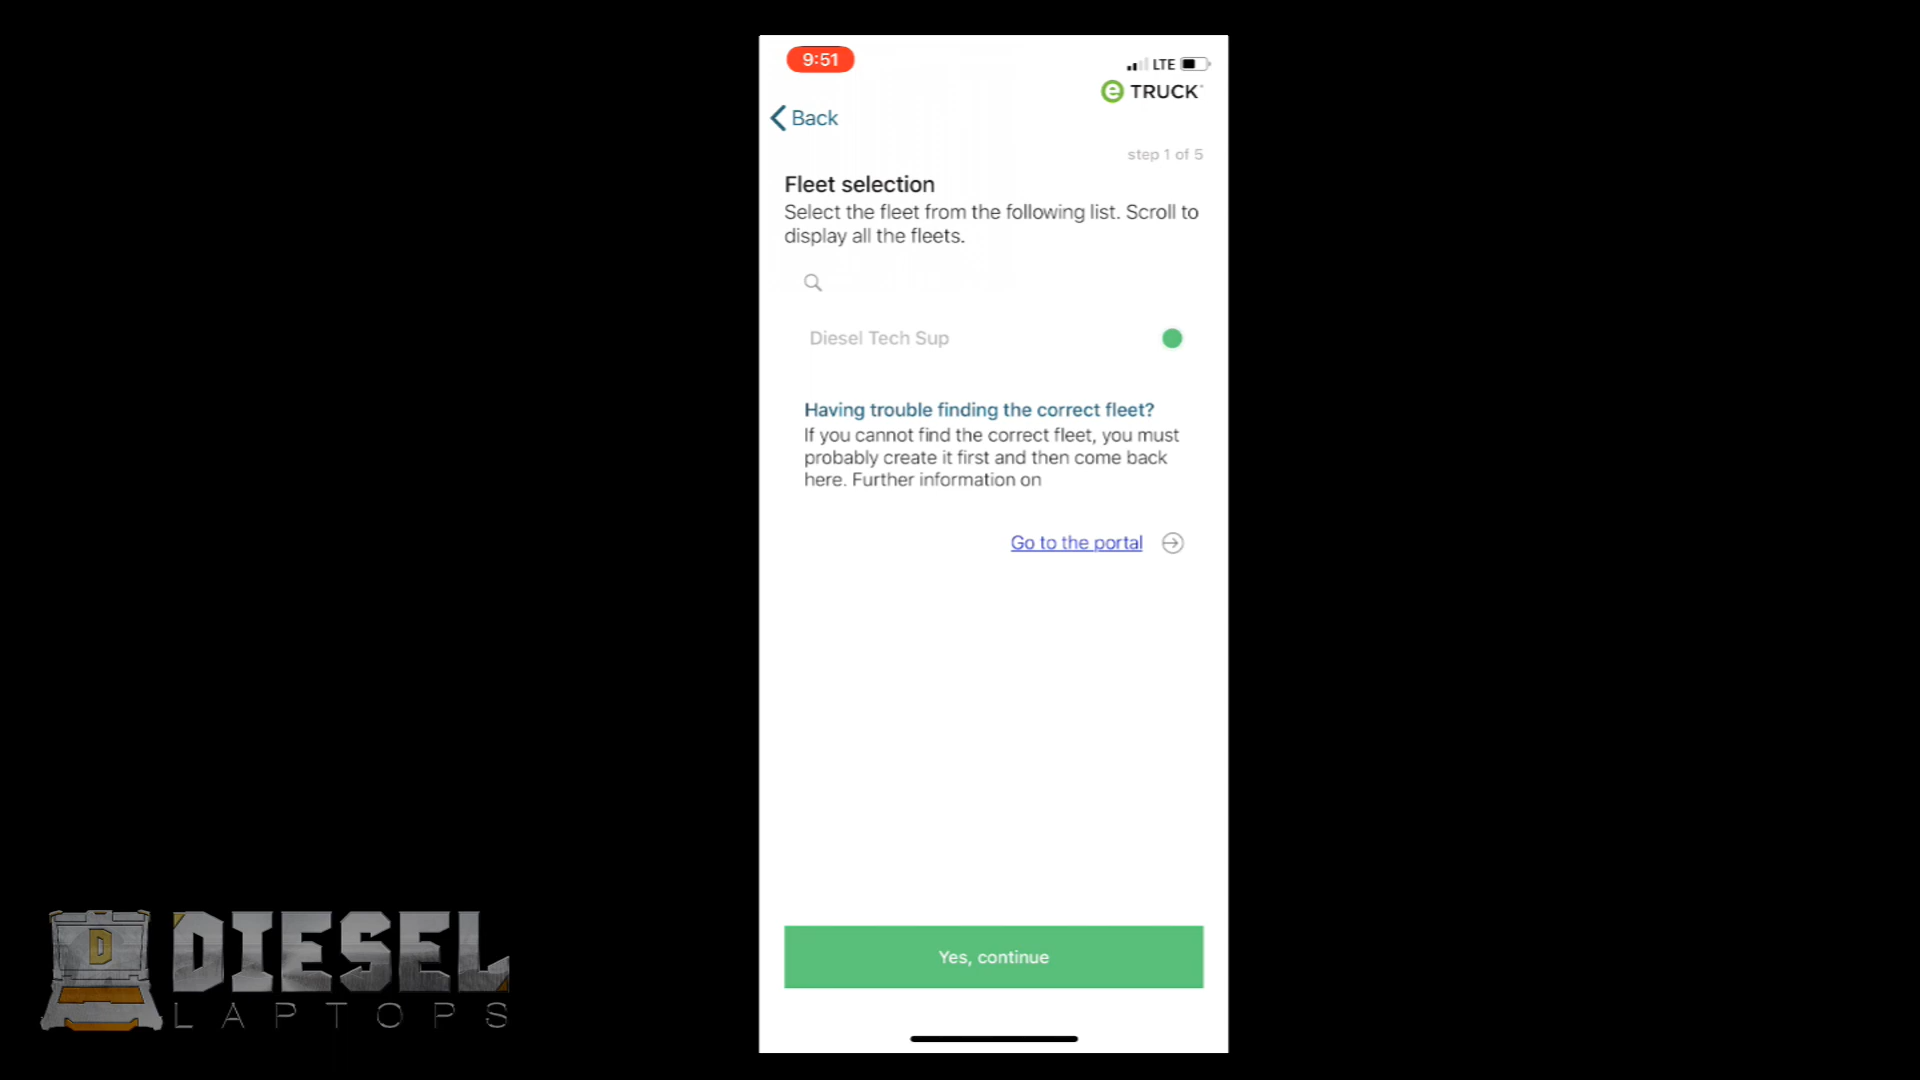 9:51
LTE
e TRUCK
Back
step 1 of 5
Fleet selection
Select the fleet from the following list. Scroll to
display all the fleets.
Diesel Tech Sup
Having trouble finding the correct fleet?
If you cannot find the correct fleet, you must
probably create it first and then come back
here. Further information on
Go to the portal
Yes, continue
D
DIESEL
LAPTOPS